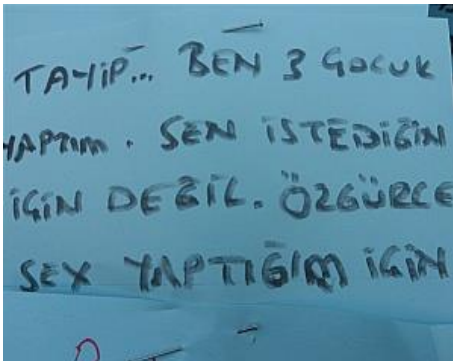 TAYİP... BEN 3 ÇOCUK
YAPTIM. SEN İSTEDİĞİN
İÇİN DEĞİL. ÖZGÜRCE
SEX YAPTIĞIM İÇİN